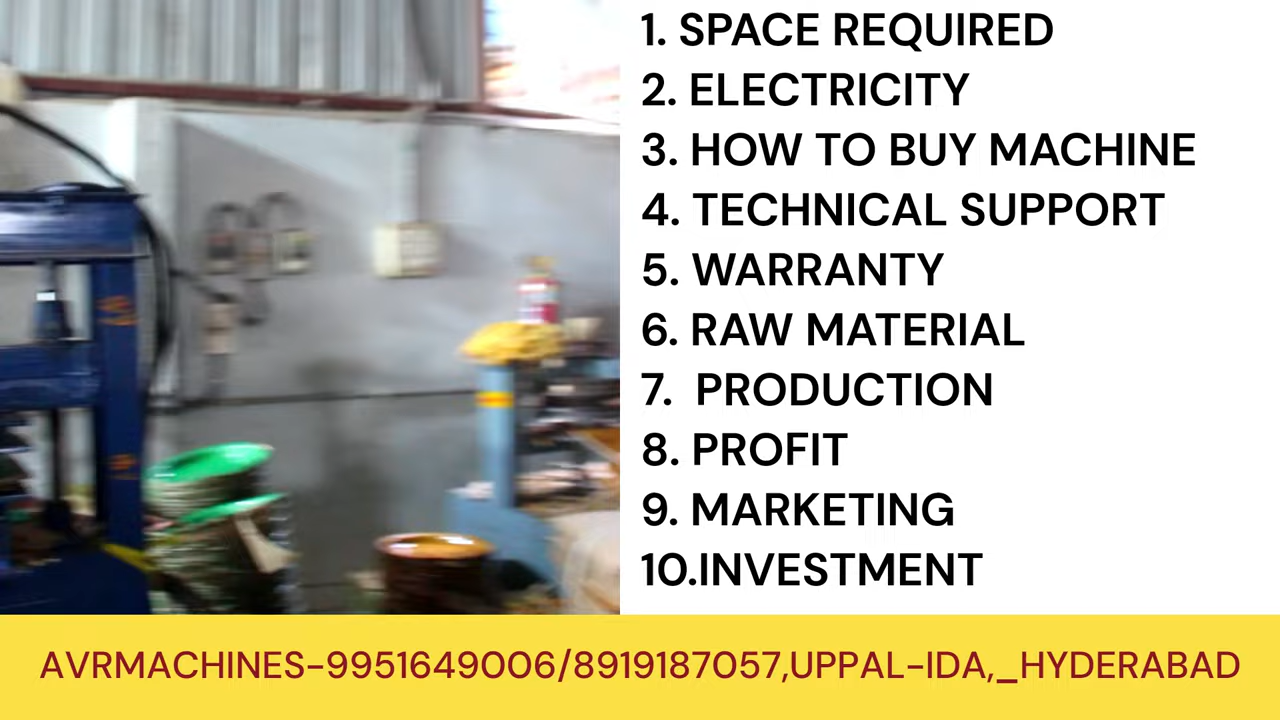 1. SPACE REQUIRED
2. ELECTRICITY
3. HOW TO BUY MACHINE
4. TECHNICAL SUPPORT
5. WARRANTY
6. RAW MATERIAL
7.  PRODUCTION
8. PROFIT
9. MARKETING
10.INVESTMENT
AVRMACHINES-9951649006/8919187057,UPPAL-IDA,_HYDERABAD